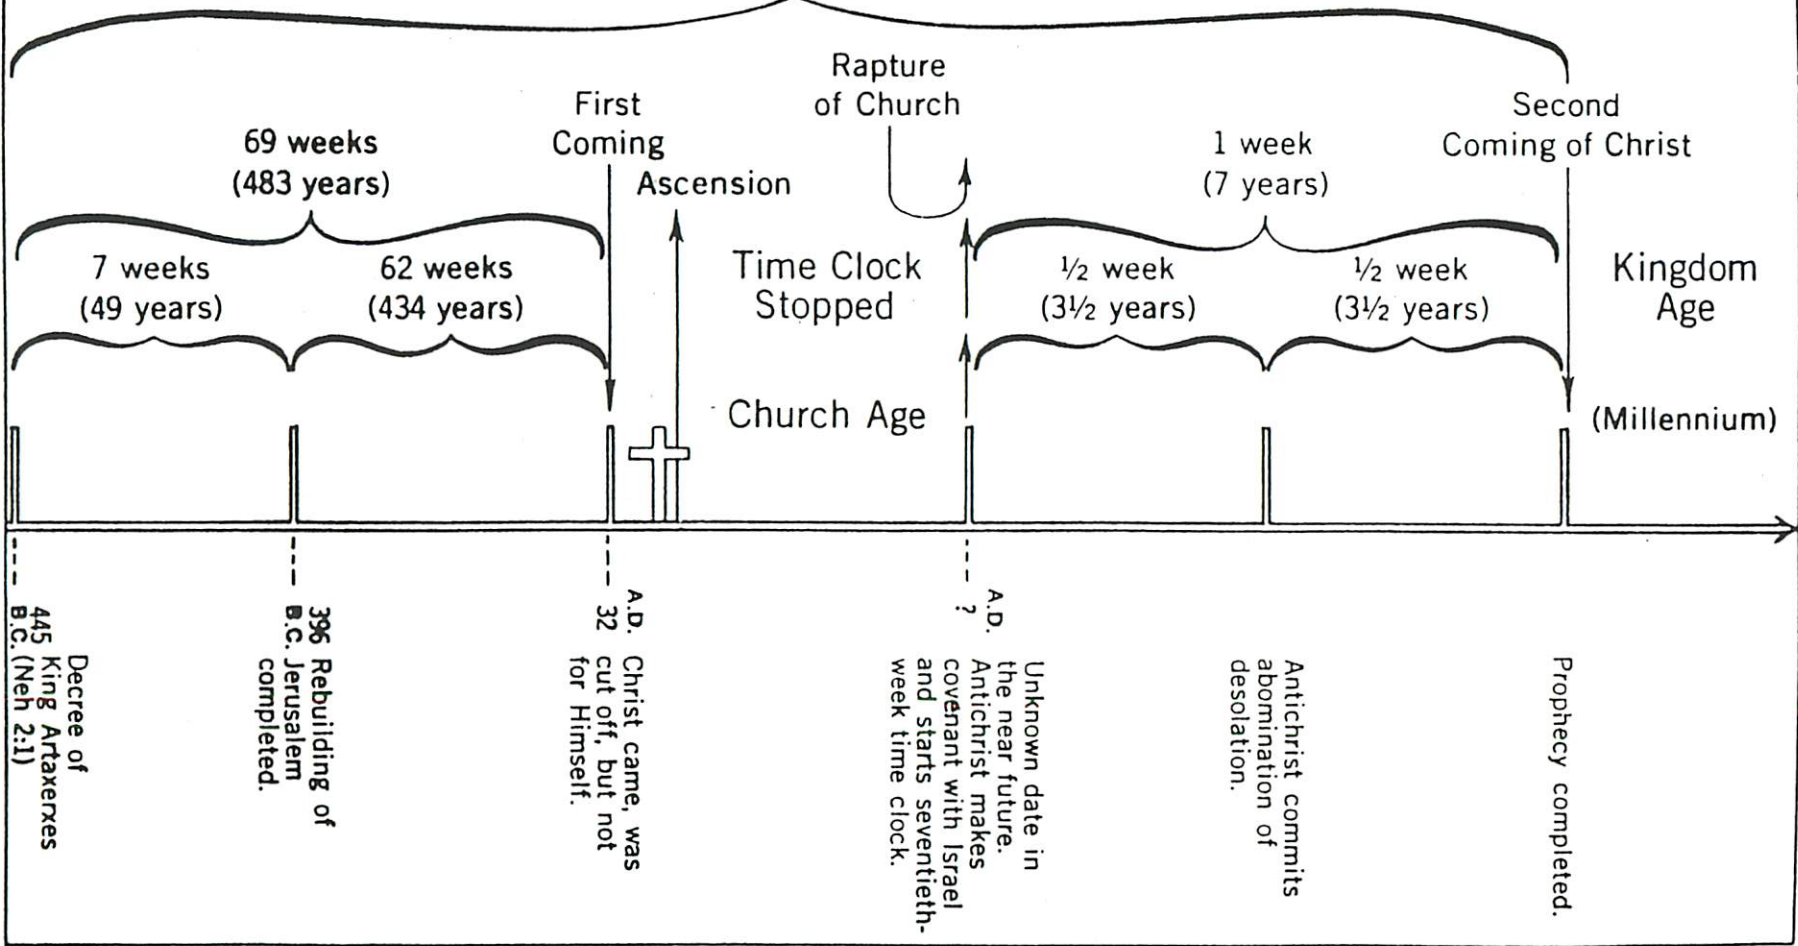 Rapture
of Church
First
Coming
Second
Coming of Christ
69 weeks
(483 years)
1 week
(7 years)
Ascension
7 weeks
(49 years)
62 weeks
(434 years)
Time Clock
Stopped
½ week
(3½ years)
½ week
(3½ years)
Kingdom
Age
Church Age
(Millennium)
Decree of
445 King Artaxerxes
B.C. (Neh 2:1)
396 Rebuilding of
B.C. Jerusalem
completed.
A.D. Christ came, was
32 cut off, but not
for Himself.
Unknown date in
the near future.
A.D. Antichrist makes
? covenant with Israel
and starts seventieth-
week time clock.
Antichrist commits
abomination of
desolation.
Prophecy completed.